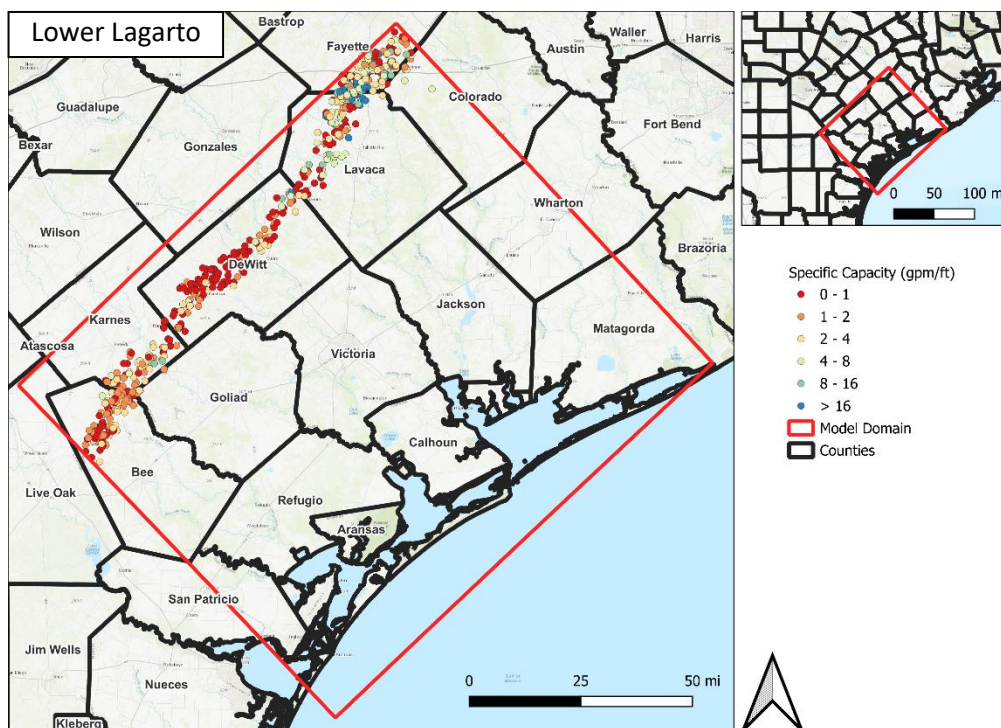 Lower Lagarto
Bastrop
Fayette
Austin
Waller
Harris
Guadalupe
Colorado
Fort Bend
Bexar
Gonzales
Lavaca
Wharton
Wilson
Brazoria
DeWitt
Jackson
Karnes
Matagorda
Atascosa
Victoria
Goliad
Calhoun
Bee
Live Oak
Refugio
Aransas
San Patricio
Jim Wells
Nueces
Kleberg
0 25 50 mi
0 50 100 m
Specific Capacity (gpm/ft)
0 - 1
1 - 2
2 - 4
4 - 8
8 - 16
> 16
Model Domain
Counties